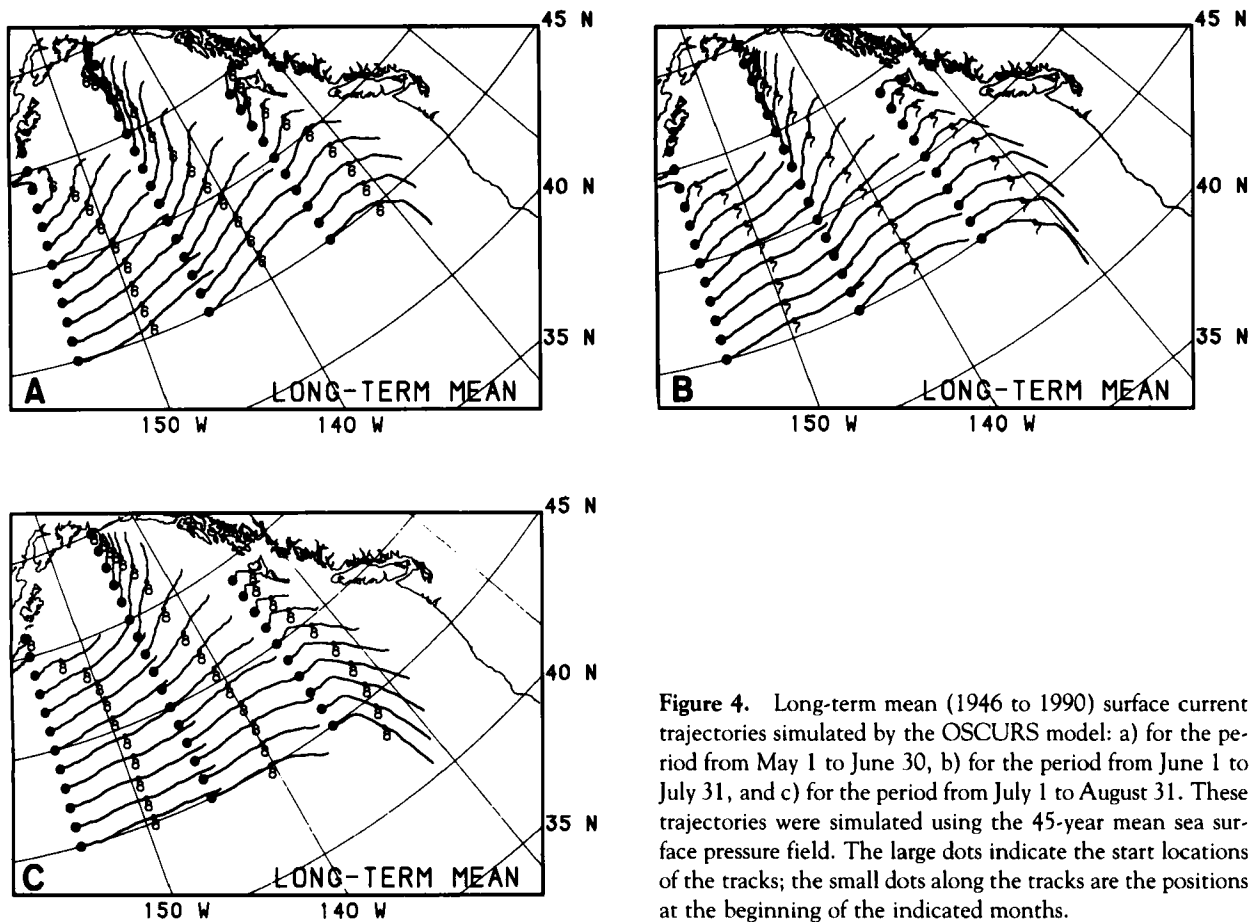 45 N
40 N
35 N
A
LONG-TERM MEAN
150 W
140 W
45 N
40 N
35 N
B
LONG-TERM MEAN
150 W
140 W
45 N
40 N
35 N
C
LONG-TERM MEAN
150 W
140 W
Figure 4. Long-term mean (1946 to 1990) surface current
trajectories simulated by the OSCURS model: a) for the pe-
riod from May 1 to June 30, b) for the period from June 1 to
July 31, and c) for the period from July 1 to August 31. These
trajectories were simulated using the 45-year mean sea sur-
face pressure field. The large dots indicate the start locations
of the tracks; the small dots along the tracks are the positions
at the beginning of the indicated months.